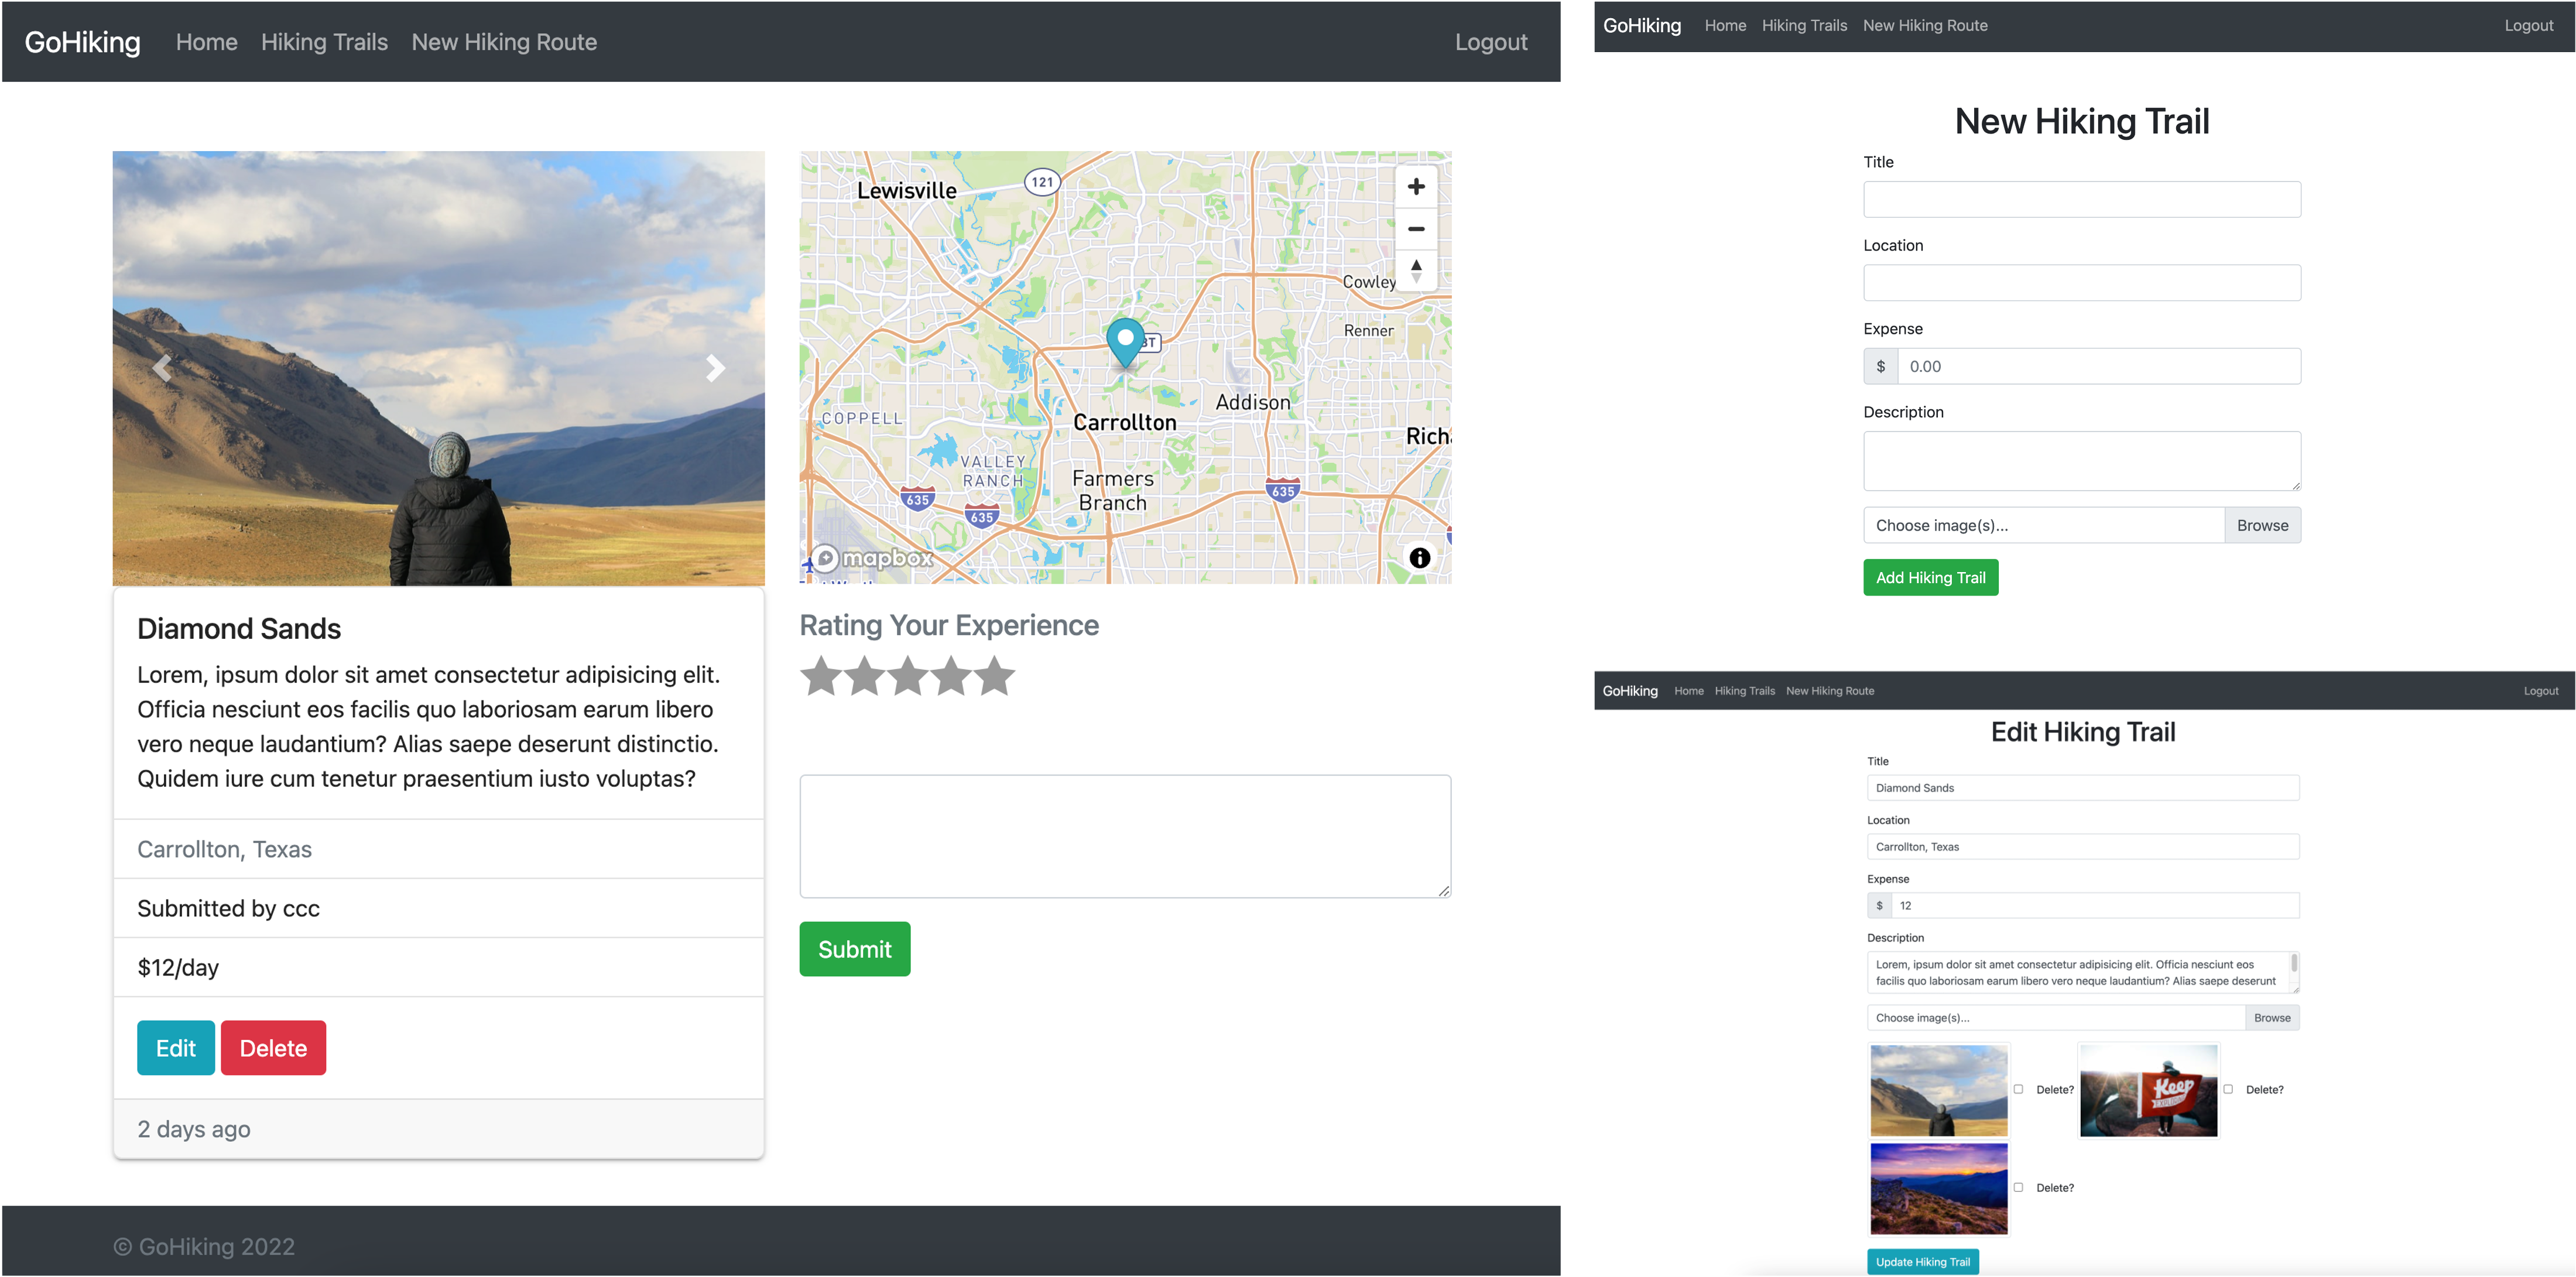 GoHiking Home Hiking Trails New Hiking Route Logout
Lewisville
121
Cowley
Renner
COPPELL
Addison
Carrollton
VALLEY
RANCH
Farmers
Branch
635
635
635
mapbox
Diamond Sands
Lorem, ipsum dolor sit amet consectetur adipisicing elit.
Officia nesciunt eos facilis quo laboriosam earum libero
vero neque laudantium? Alias saepe deserunt distinctio.
Quidem iure cum tenetur praesentium iusto voluptas?
Carrollton, Texas
Submitted by ccc
$12/day
Edit Delete
2 days ago
Rating Your Experience
Submit
© GoHiking 2022
GoHiking Home Hiking Trails New Hiking Route Logout
New Hiking Trail
Title
Location
Expense
$ 0.00
Description
Choose image(s)... Browse
Add Hiking Trail
GoHiking Home Hiking Trails New Hiking Route Logout
Edit Hiking Trail
Title
Diamond Sands
Location
Carrollton, Texas
Expense
$ 12
Description
Lorem, ipsum dolor sit amet consectetur adipisicing elit. Officia nesciunt eos
facilis quo laboriosam earum libero vero neque laudantium? Alias saepe deserunt
Choose image(s)... Browse
Delete? Keep Delete?
Delete?
Update Hiking Trail